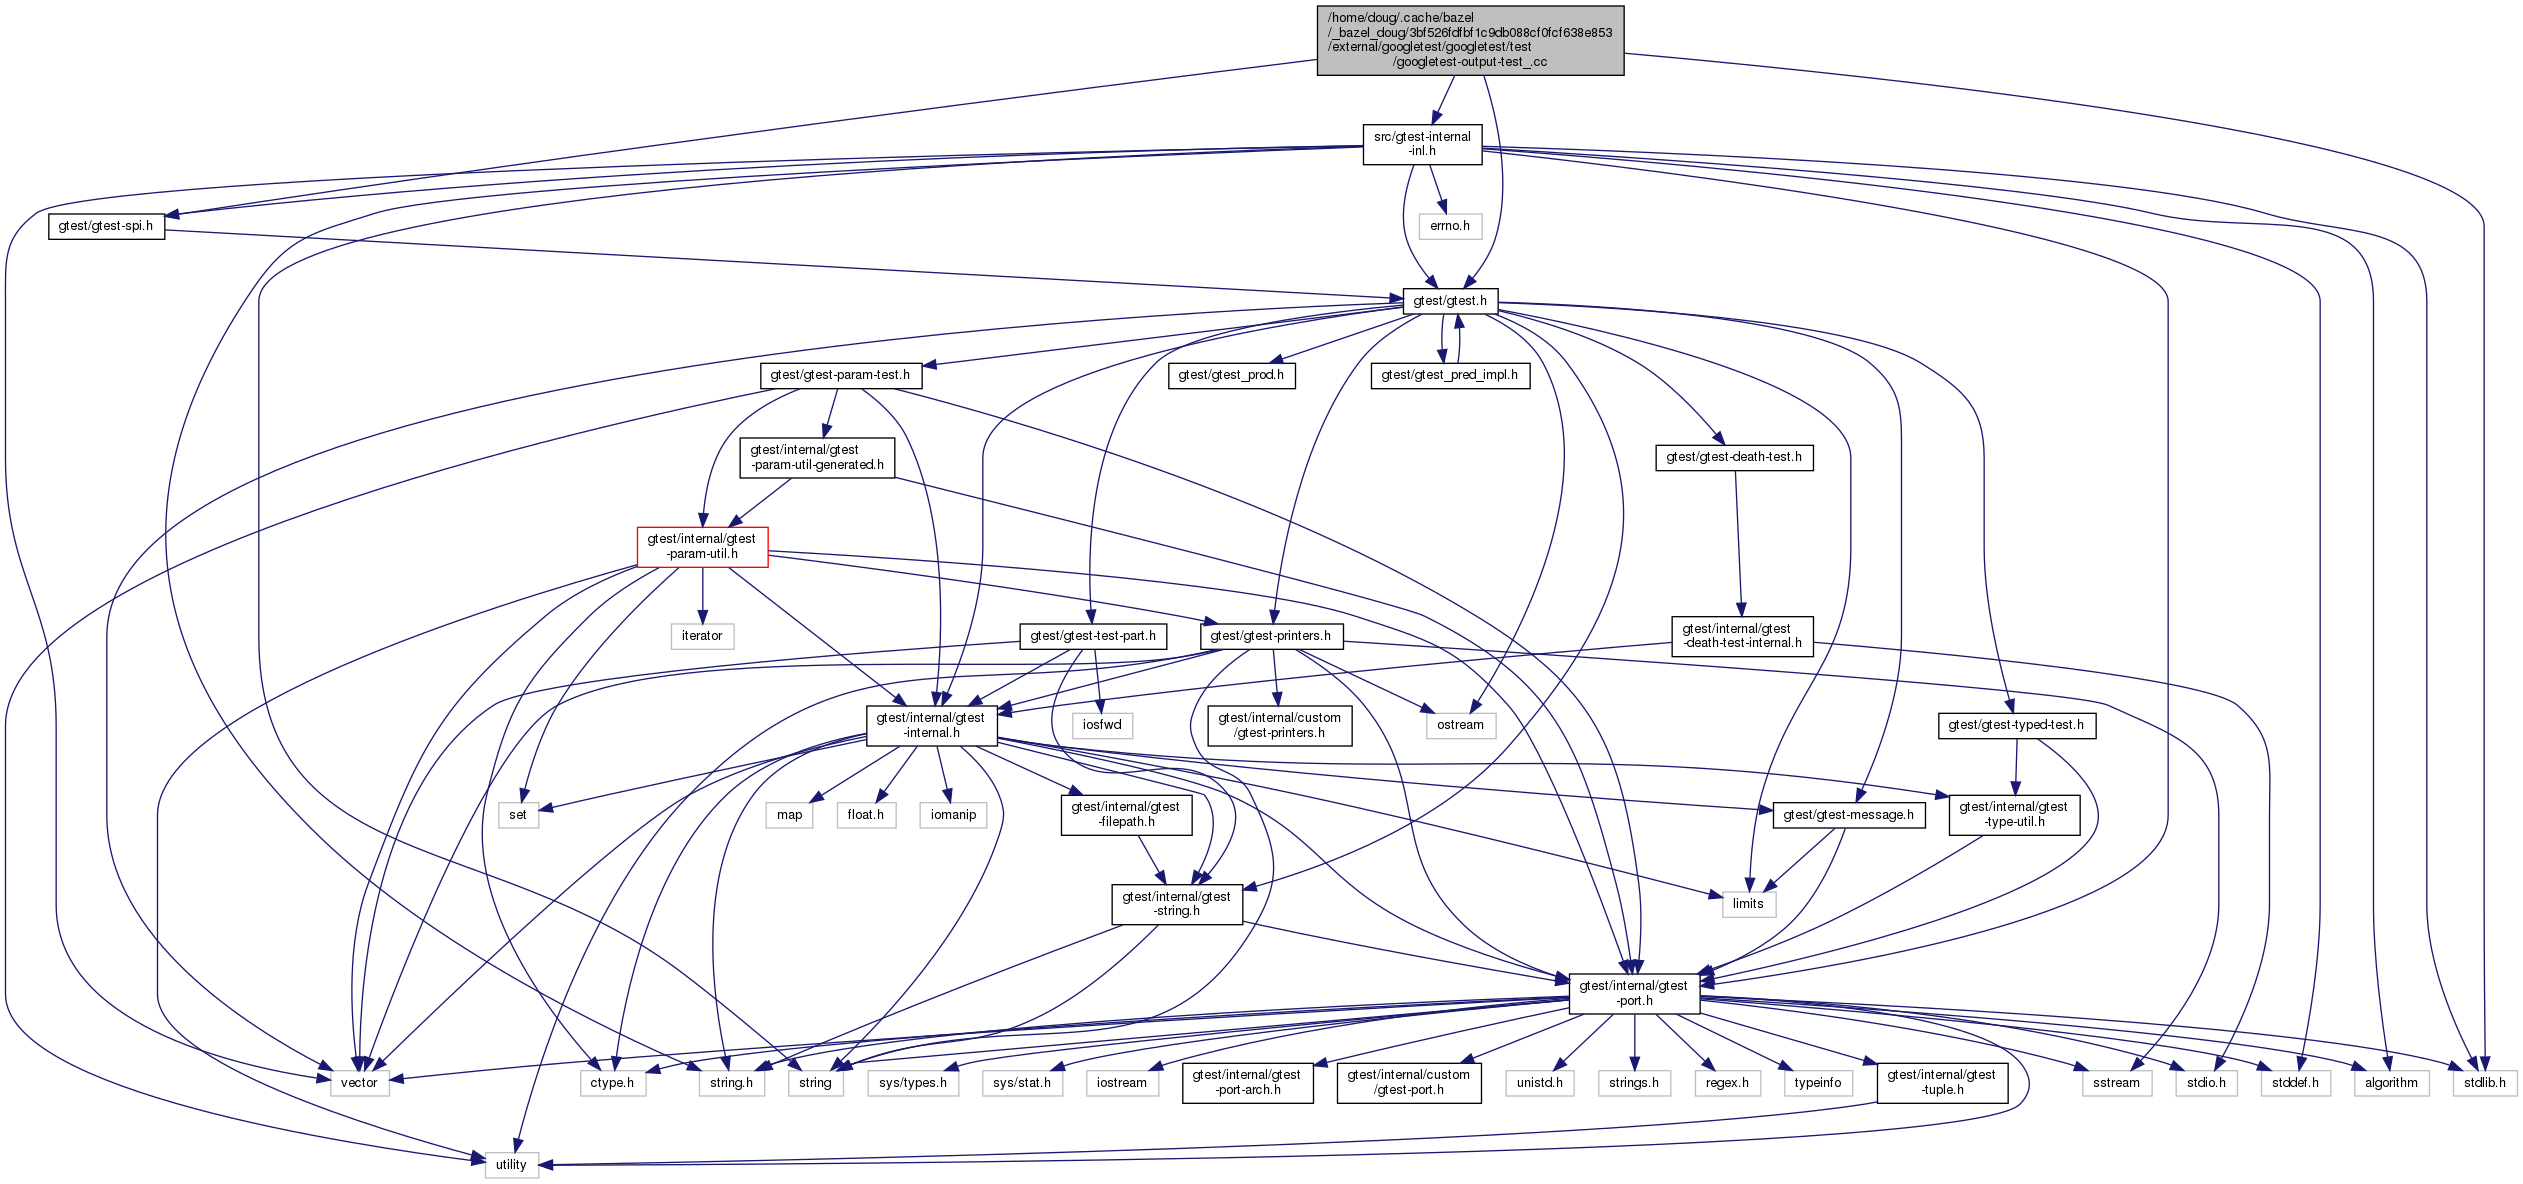 /home/doug/.cache/bazel
/_bazel_doug/3bf526fdfbf1c9db088cf0fcf638e853
/external/googletest/googletest/test
/googletest-output-test_.cc
src/gtest-internal
-inl.h
gtest/gtest-spi.h
errno.h
gtest/gtest.h
gtest/gtest-param-test.h
gtest/gtest_prod.h
gtest/gtest_pred_impl.h
gtest/internal/gtest
-param-util-generated.h
gtest/gtest-death-test.h
gtest/internal/gtest
-param-util.h
iterator
gtest/gtest-test-part.h
gtest/gtest-printers.h
gtest/internal/gtest
-death-test-internal.h
gtest/internal/gtest
-internal.h
iosfwd
gtest/internal/custom
/gtest-printers.h
ostream
gtest/gtest-typed-test.h
set
map
float.h
iomanip
gtest/internal/gtest
-filepath.h
gtest/gtest-message.h
gtest/internal/gtest
-type-util.h
gtest/internal/gtest
-string.h
limits
gtest/internal/gtest
-port.h
vector
ctype.h
string.h
string
sys/types.h
sys/stat.h
iostream
gtest/internal/gtest
-port-arch.h
gtest/internal/custom
/gtest-port.h
unistd.h
strings.h
regex.h
typeinfo
gtest/internal/gtest
-tuple.h
sstream
stdio.h
stddef.h
algorithm
stdlib.h
utility